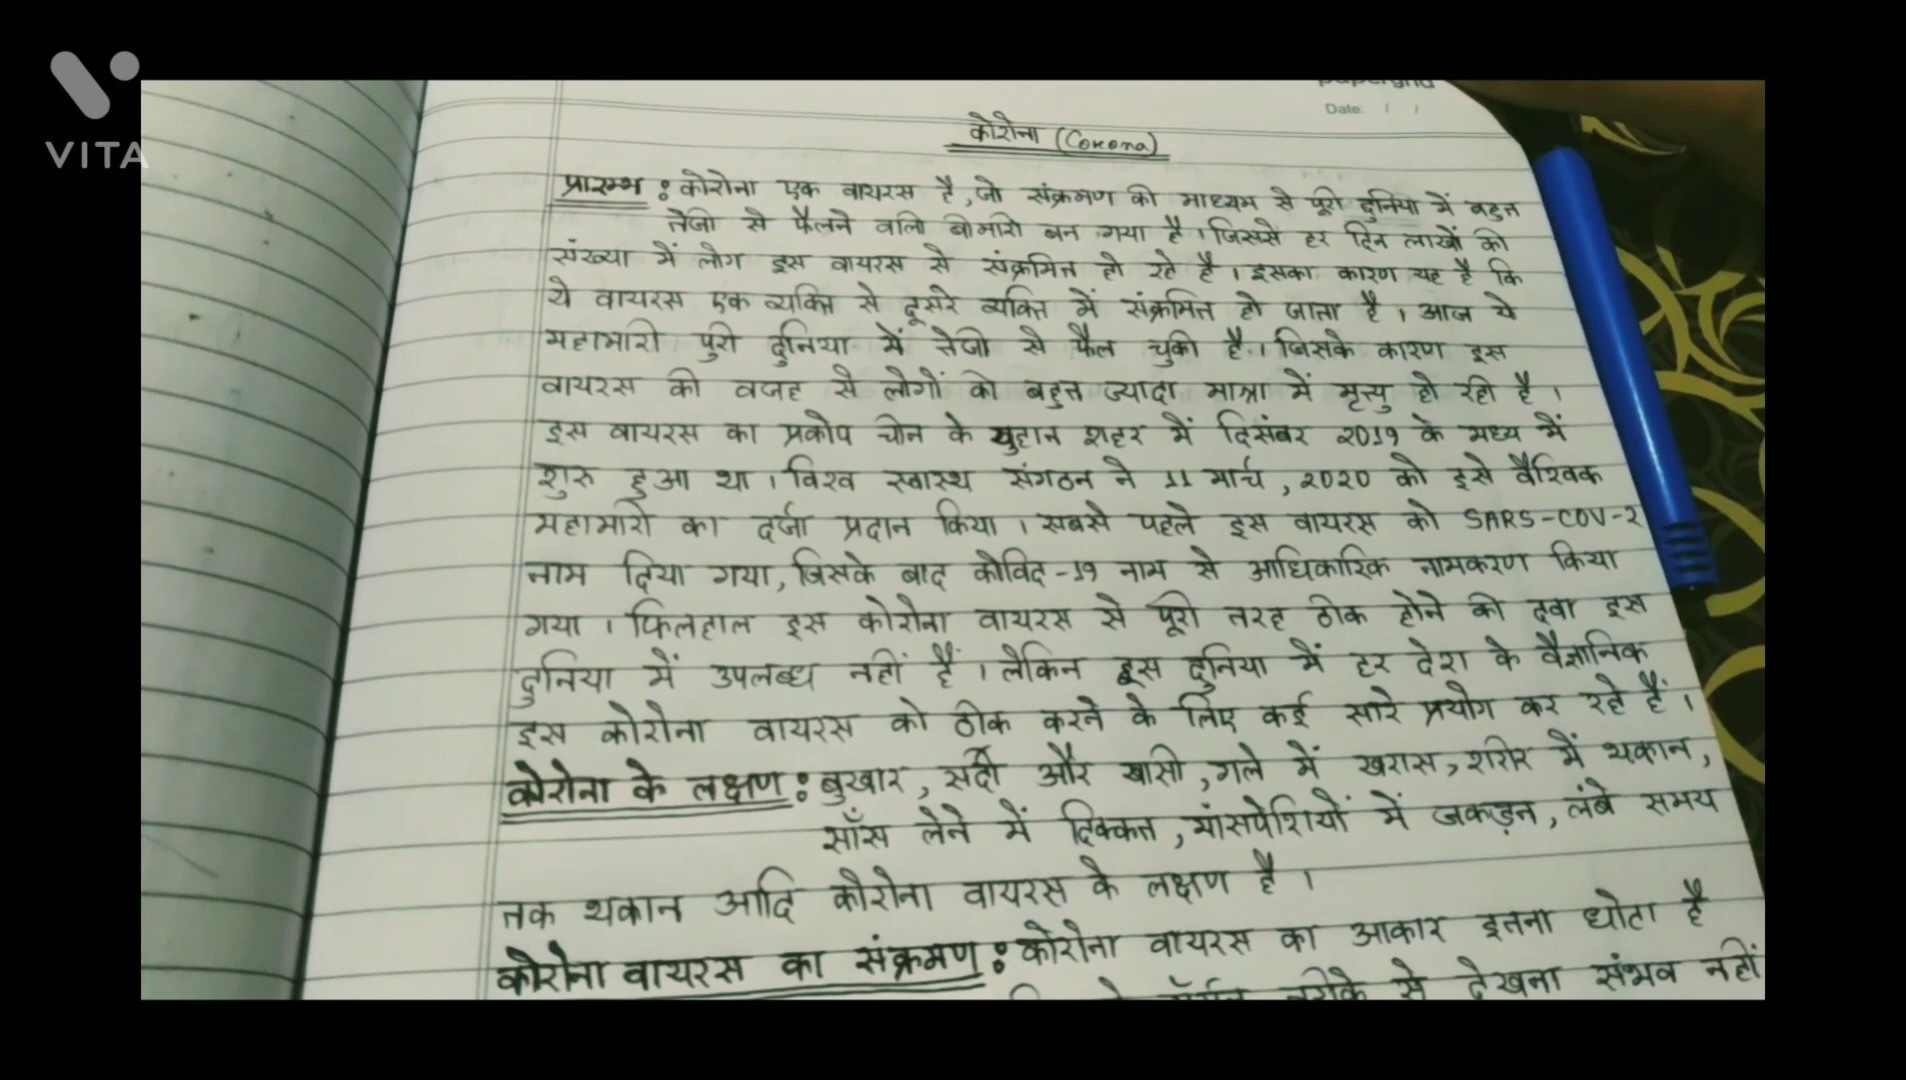 VITA
Date: / /
कोरोना (Corona)
प्रारम्भ : कोरोना एक वायरस है, जो संक्रमण की माध्यम से पूरी दुनिया में बहुत
तेजी से फैलने वाली बीमारी बन गया है। जिससे हर दिन लाखों की
संख्या में लोग इस वायरस से संक्रमित हो रहे है। इसका कारण यह है कि
ये वायरस एक व्यक्ति से दूसरे व्यक्ति में संक्रमित हो जाता है। आज ये
महामारी पुरी दुनिया में तेजी से फैल चुकी है। जिसके कारण इस
वायरस की वजह से लोगों की बहुत ज्यादा मात्रा में मृत्यु हो रही है।
इस वायरस का प्रकोप चीन के वुहान शहर में दिसंबर 2019 के मध्य में
शुरु हुआ था। विश्व स्वास्थ संगठन ने 11 मार्च, 2020 को इसे वैश्विक
महामारी का दर्जा प्रदान किया। सबसे पहले इस वायरस को SARS-COV-2
नाम दिया गया, जिसके बाद कोविद-19 नाम से आधिकारिक नामकरण किया
गया। फिलहाल इस कोरोना वायरस से पूरी तरह ठीक होने की दवा इस
दुनिया में उपलब्ध नहीं हैं। लेकिन इस दुनिया में हर देश के वैज्ञानिक
इस कोरोना वायरस को ठीक करने के लिए कई सारे प्रयोग कर रहे हैं।
कोरोना के लक्षण : बुखार, सर्दी और खासी, गले में खरास, शरीर में थकान,
साँस लेने में दिक्कत, मांसपेशियों में जकड़न, लंबे समय
तक थकान आदि कोरोना वायरस के लक्षण है।
कोरोना वायरस का संक्रमण : कोरोना वायरस का आकार इतना छोटा है
तरीके से देखना संभव नहीं